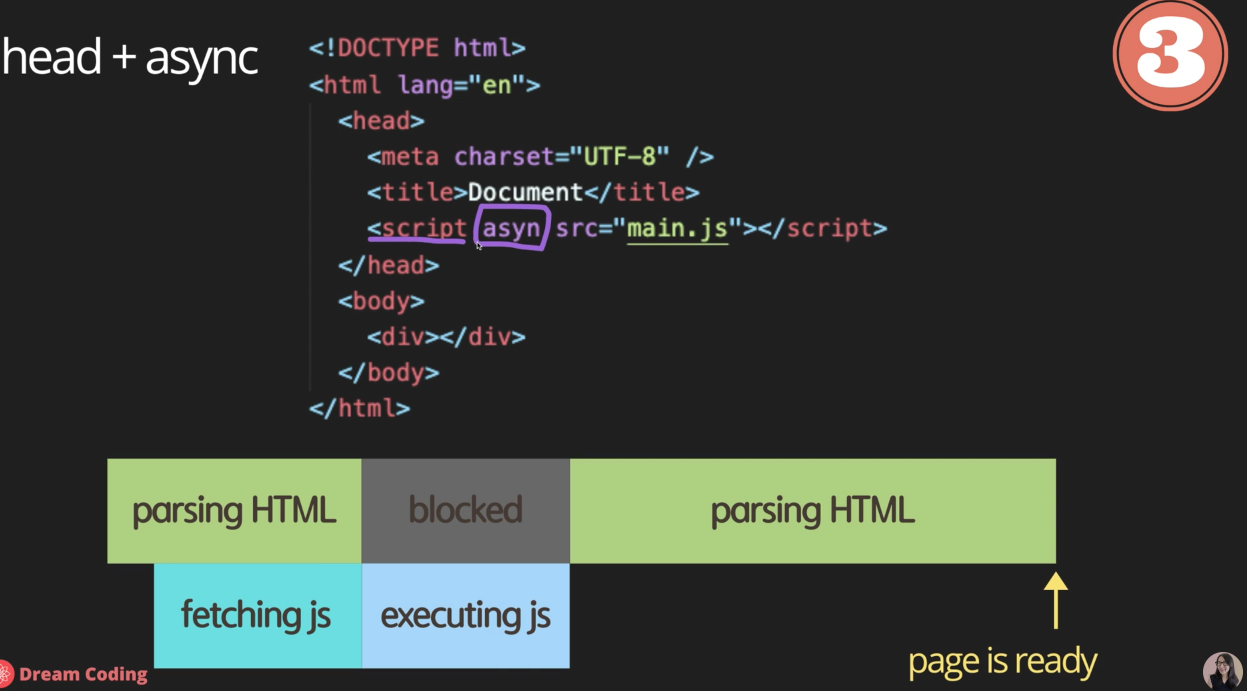 head + async
3
<!DOCTYPE html>
<html lang="en">
<head>
<meta charset="UTF-8" />
<title>Document</title>
<script asyn src="main.js"></script>
</head>
<body>
<div></div>
</body>
</html>
parsing HTML blocked parsing HTML
fetching js executing js
page is ready
Dream Coding